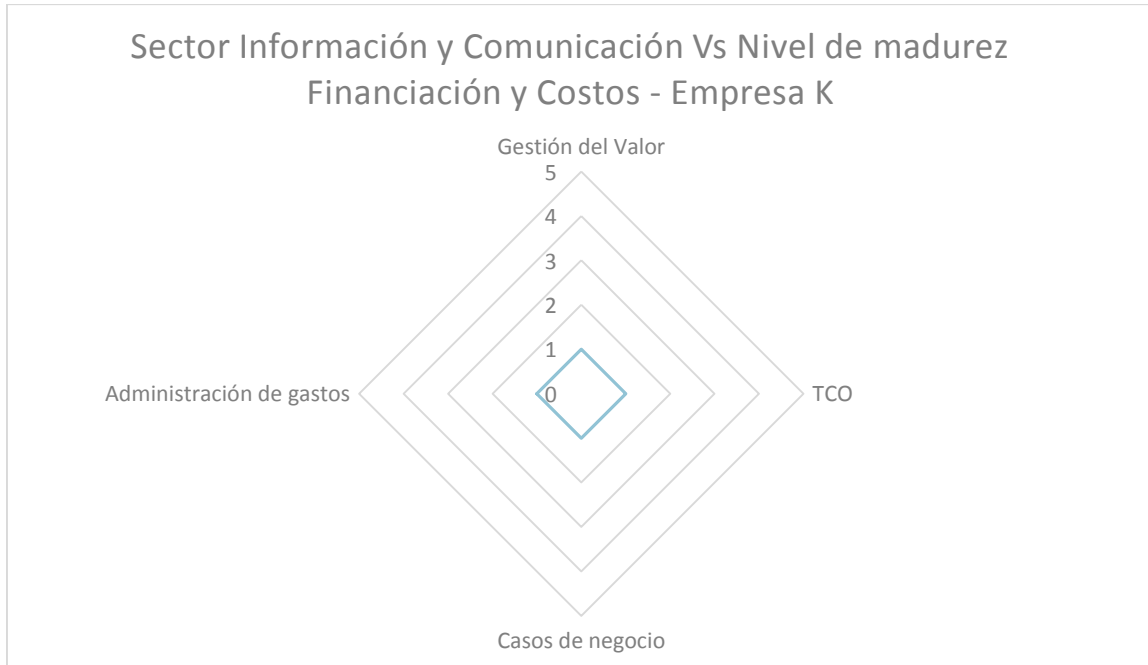 Sector Información y Comunicación Vs Nivel de madurez
Financiación y Costos - Empresa K
Gestión del Valor
5
4
3
2
1
0
Administración de gastos
TCO
Casos de negocio